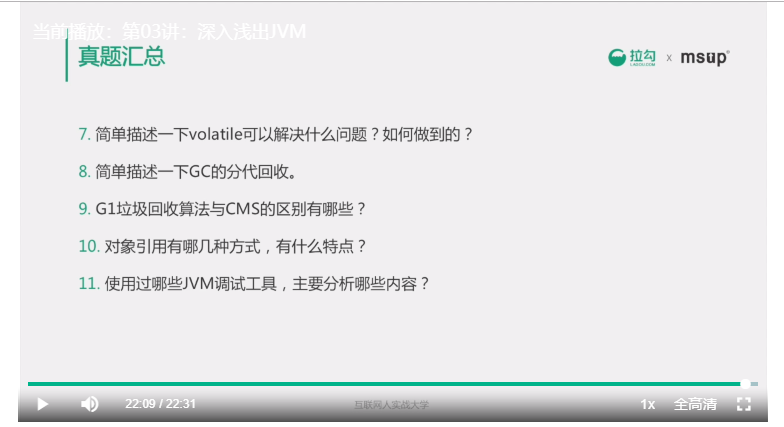 当前播放：第03讲：深入浅出JVM
真题汇总
拉勾 x msup®
LAGOU.COM
7. 简单描述一下volatile可以解决什么问题？如何做到的？
8. 简单描述一下GC的分代回收。
9. G1垃圾回收算法与CMS的区别有哪些？
10. 对象引用有哪几种方式，有什么特点？
11. 使用过哪些JVM调试工具，主要分析哪些内容？
22:09 / 22:31
互联网人实战大学
1x 全高清